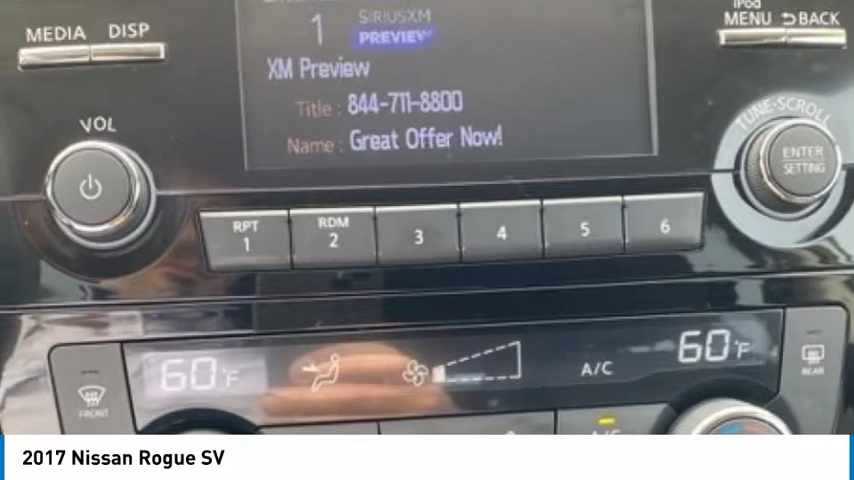 MEDIA DISP
1 SIRIUSXM
PREVIEW
XM Preview
Title : 844-711-8800
Name : Great Offer Now!
iPod
MENU BACK
VOL
TUNE·SCROLL
ENTER
SETTING
RPT
1
RDM
2
3
4
5
6
60°F
A/C
60°F
FRONT
REAR
A/C
2017 Nissan Rogue SV